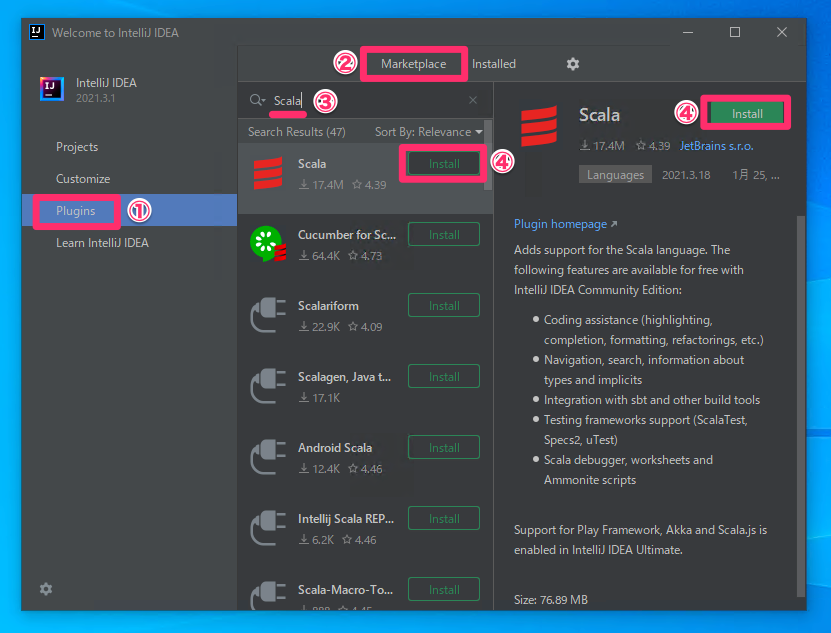 IJ Welcome to IntelliJ IDEA
IJ
IntelliJ IDEA
2021.3.1
Projects
Customize
Plugins ①
Learn IntelliJ IDEA
② Marketplace Installed
Scala ③
Search Results (47) Sort By: Relevance
Scala
17.4M 4.39
Install ④
Cucumber for Sc...
64.4K 4.73
Install
Scalariform
22.9K 4.09
Install
Scalagen, Java t...
17.1K
Install
Android Scala
12.4K 4.46
Install
Intellij Scala REP...
6.2K 4.46
Install
Scala-Macro-To...
Install
Scala
④ Install
17.4M 4.39 JetBrains s.r.o.
Languages 2021.3.18 1月 25, ...
Plugin homepage
Adds support for the Scala language. The
following features are available for free with
IntelliJ IDEA Community Edition:
• Coding assistance (highlighting,
completion, formatting, refactorings, etc.)
• Navigation, search, information about
types and implicits
• Integration with sbt and other build tools
• Testing frameworks support (ScalaTest,
Specs2, uTest)
• Scala debugger, worksheets and
Ammonite scripts
Support for Play Framework, Akka and Scala.js is
enabled in IntelliJ IDEA Ultimate.
Size: 76.89 MB